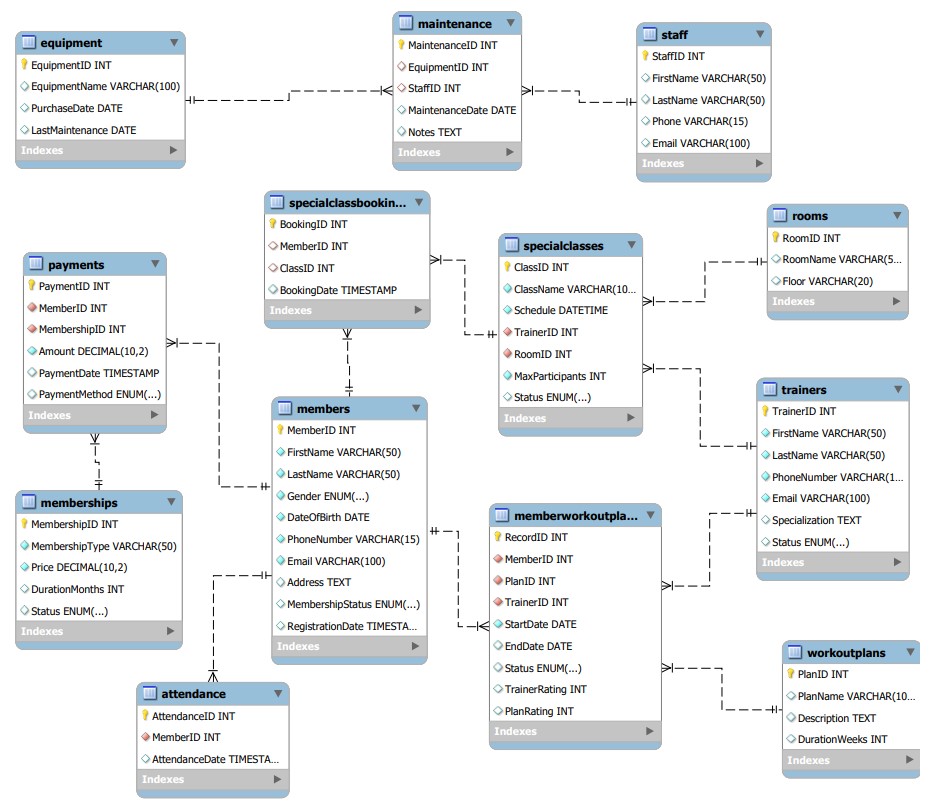 equipment
EquipmentID INT
EquipmentName VARCHAR(100)
PurchaseDate DATE
LastMaintenance DATE
Indexes
maintenance
MaintenanceID INT
EquipmentID INT
StaffID INT
MaintenanceDate DATE
Notes TEXT
Indexes
staff
StaffID INT
FirstName VARCHAR(50)
LastName VARCHAR(50)
Phone VARCHAR(15)
Email VARCHAR(100)
Indexes
specialclassbookin...
BookingID INT
MemberID INT
ClassID INT
BookingDate TIMESTAMP
Indexes
specialclasses
ClassID INT
ClassName VARCHAR(10...
Schedule DATETIME
TrainerID INT
RoomID INT
MaxParticipants INT
Status ENUM(...)
Indexes
rooms
RoomID INT
RoomName VARCHAR(5...
Floor VARCHAR(20)
Indexes
payments
PaymentID INT
MemberID INT
MembershipID INT
Amount DECIMAL(10,2)
PaymentDate TIMESTAMP
PaymentMethod ENUM(...)
Indexes
members
MemberID INT
FirstName VARCHAR(50)
LastName VARCHAR(50)
Gender ENUM(...)
DateOfBirth DATE
PhoneNumber VARCHAR(15)
Email VARCHAR(100)
Address TEXT
MembershipStatus ENUM(...)
RegistrationDate TIMESTA...
Indexes
trainers
TrainerID INT
FirstName VARCHAR(50)
LastName VARCHAR(50)
PhoneNumber VARCHAR(1...
Email VARCHAR(100)
Specialization TEXT
Status ENUM(...)
Indexes
memberships
MembershipID INT
MembershipType VARCHAR(50)
Price DECIMAL(10,2)
DurationMonths INT
Status ENUM(...)
Indexes
memberworkoutpla...
RecordID INT
MemberID INT
PlanID INT
TrainerID INT
StartDate DATE
EndDate DATE
Status ENUM(...)
TrainerRating INT
PlanRating INT
Indexes
workoutplans
PlanID INT
PlanName VARCHAR(10...
Description TEXT
DurationWeeks INT
Indexes
attendance
AttendanceID INT
MemberID INT
AttendanceDate TIMESTA...
Indexes